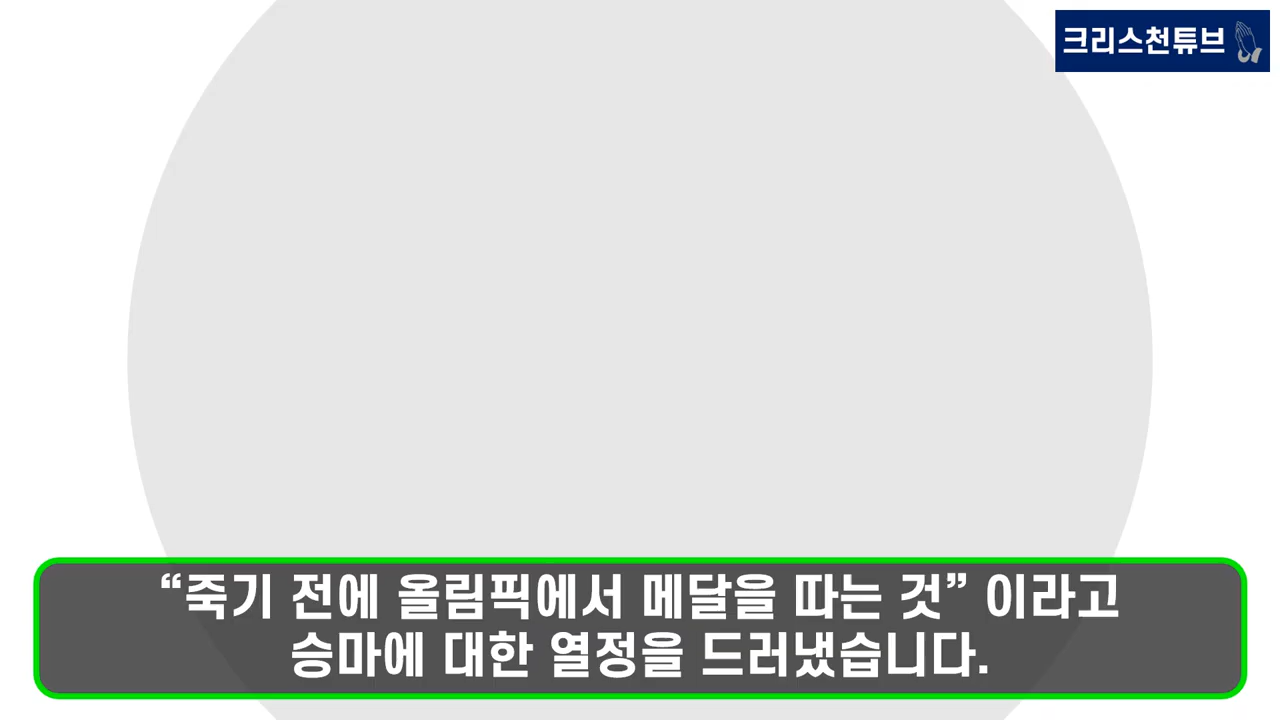 크리스천튜브
“죽기 전에 올림픽에서 메달을 따는 것” 이라고
승마에 대한 열정을 드러냈습니다.